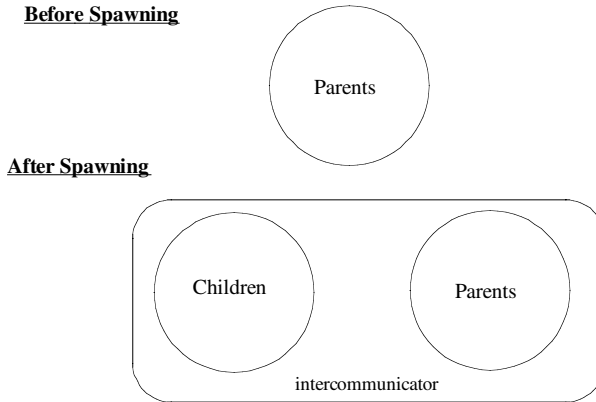 Before Spawning
Parents
After Spawning
Children
Parents
intercommunicator